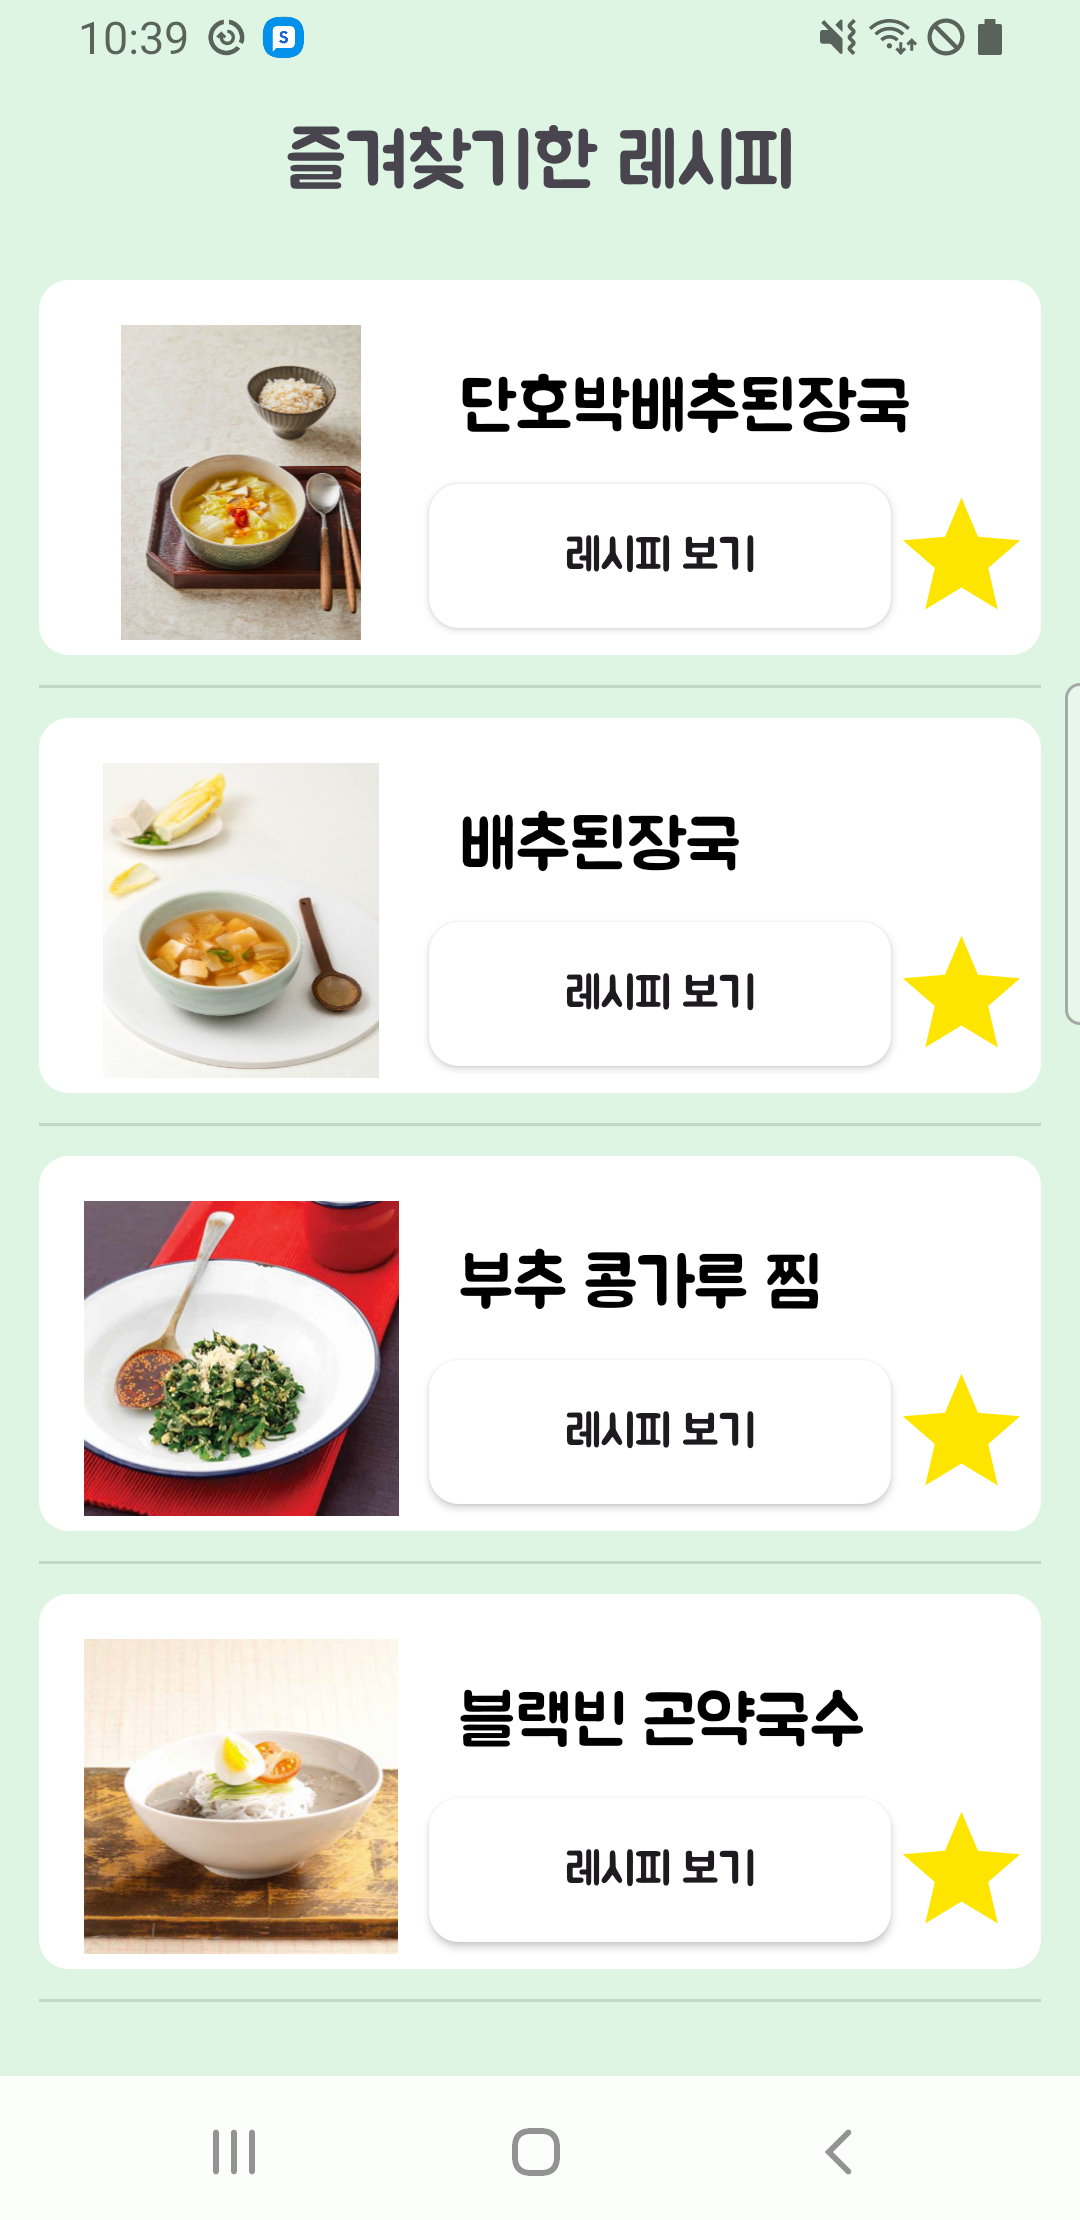 10:39
S
즐겨찾기한 레시피
단호박배추된장국
레시피 보기
배추된장국
레시피 보기
부추 콩가루 찜
레시피 보기
블랙빈 곤약국수
레시피 보기